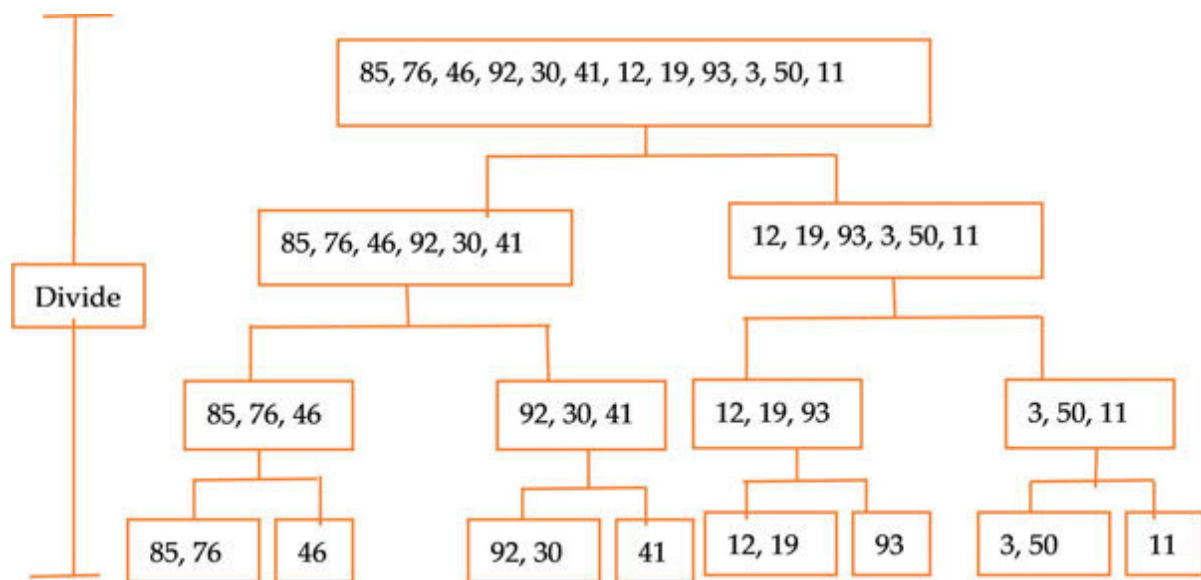 85, 76, 46, 92, 30, 41, 12, 19, 93, 3, 50, 11
85, 76, 46, 92, 30, 41
12, 19, 93, 3, 50, 11
Divide
85, 76, 46
92, 30, 41
12, 19, 93
3, 50, 11
85, 76
46
92, 30
41
12, 19
93
3, 50
11